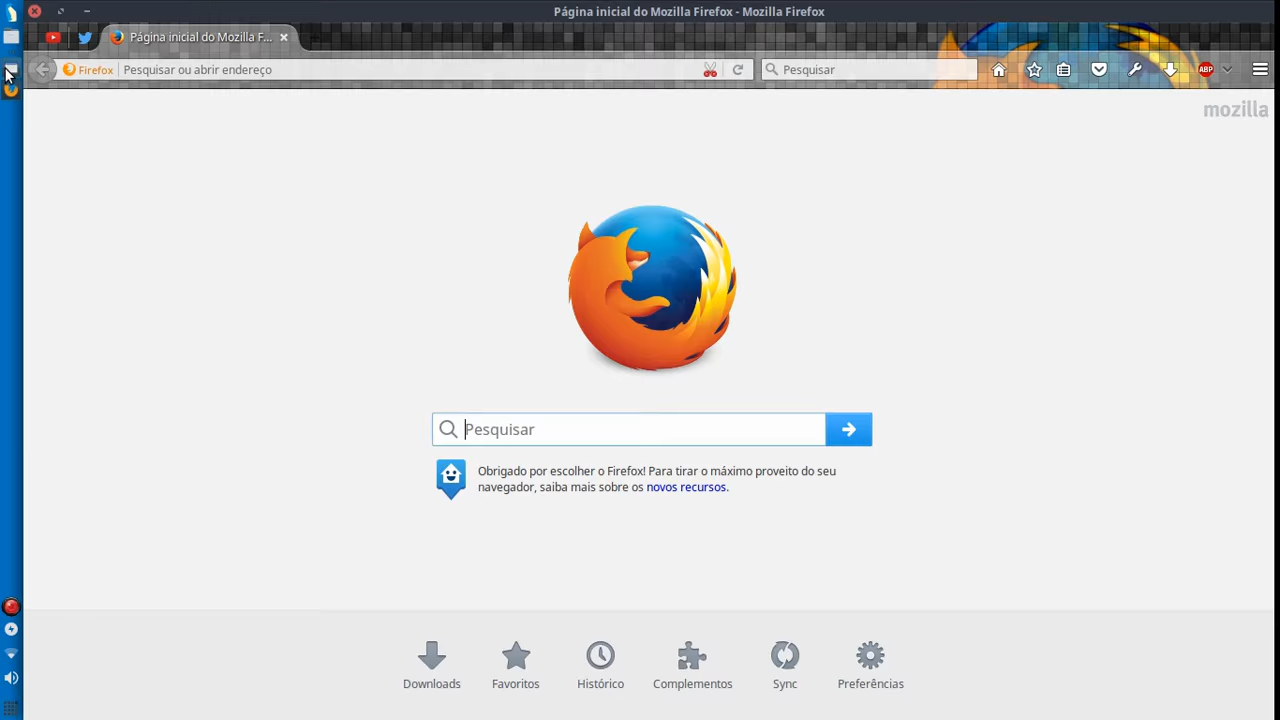 Página inicial do Mozilla Firefox - Mozilla Firefox
Página inicial do Mozilla F...
Firefox
Pesquisar ou abrir endereço
Pesquisar
ABP
mozilla
Pesquisar
Obrigado por escolher o Firefox! Para tirar o máximo proveito do seu
navegador, saiba mais sobre os novos recursos.
Downloads
Favoritos
Histórico
Complementos
Sync
Preferências